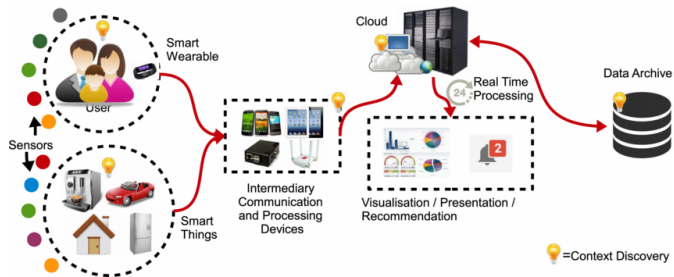 Smart
Wearable
User
Sensors
Smart
Things
Intermediary
Communication
and Processing
Devices
Cloud
24
Real Time
Processing
2
Visualisation / Presentation /
Recommendation
Data Archive
=Context Discovery